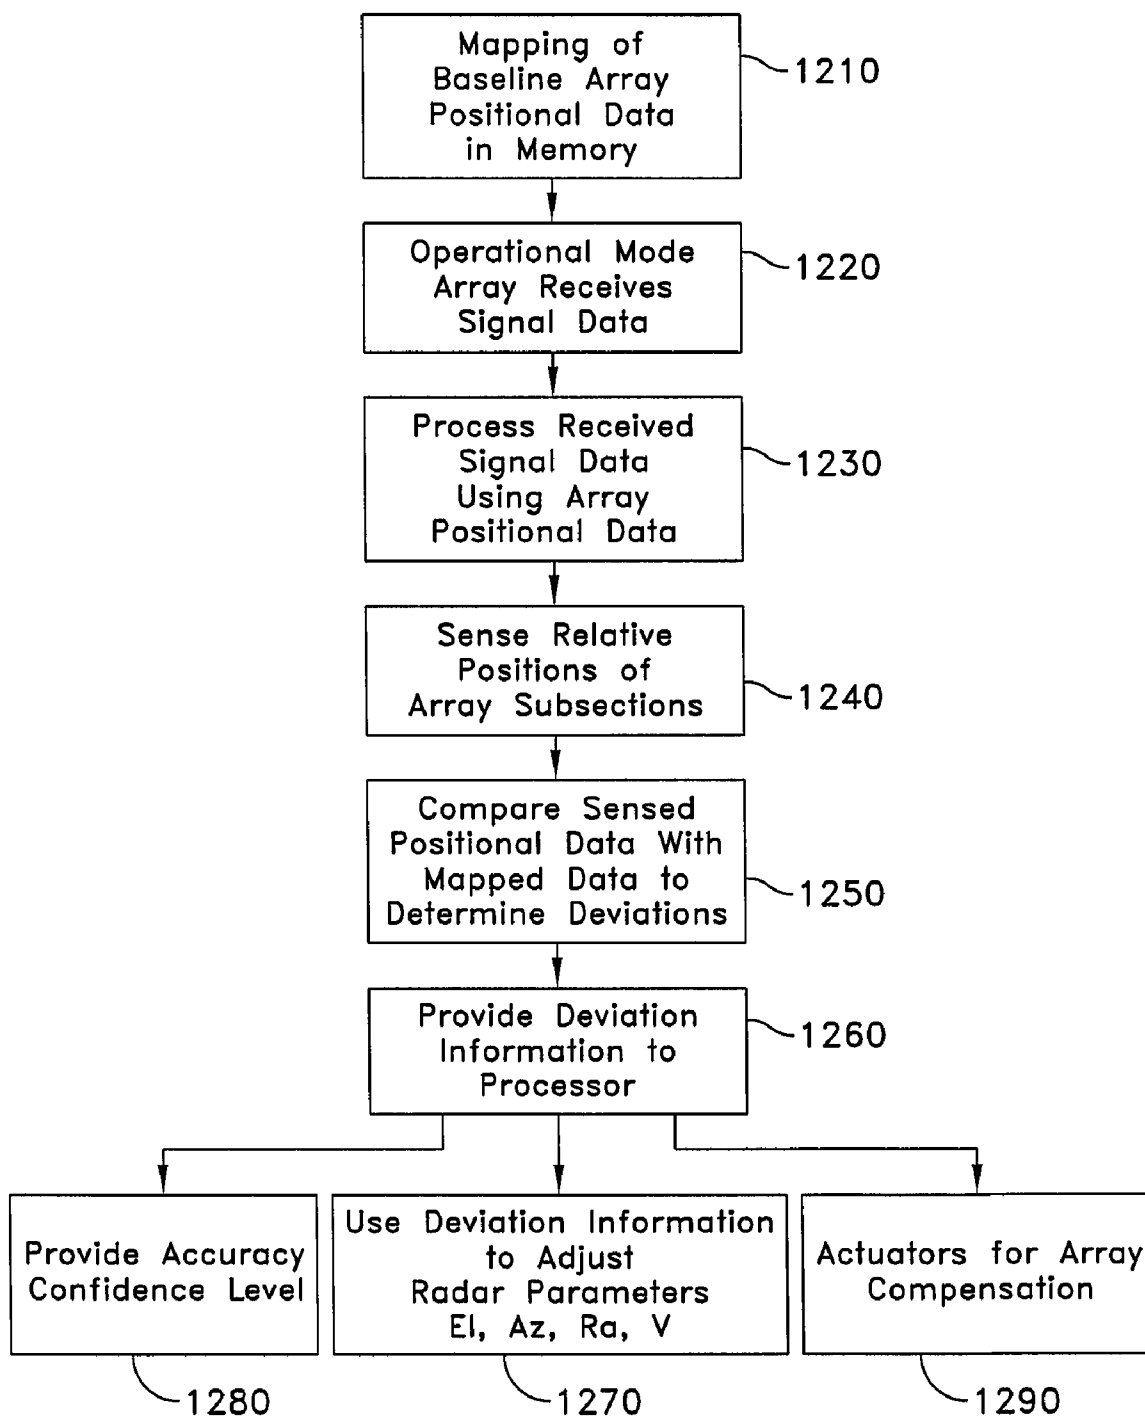 Mapping of
Baseline Array
Positional Data
in Memory
1210
Operational Mode
Array Receives
Signal Data
1220
Process Received
Signal Data
Using Array
Positional Data
1230
Sense Relative
Positions of
Array Subsections
1240
Compare Sensed
Positional Data With
Mapped Data to
Determine Deviations
1250
Provide Deviation
Information to
Processor
1260
Provide Accuracy
Confidence Level
1280
Use Deviation Information
to Adjust
Radar Parameters
El, Az, Ra, V
1270
Actuators for Array
Compensation
1290